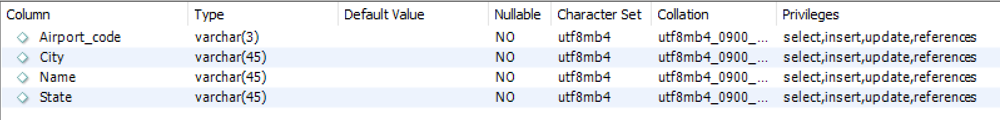 Column Type Default Value Nullable Character Set Collation Privileges
Airport_code varchar(3) NO utf8mb4 utf8mb4_0900_... select,insert,update,references
City varchar(45) NO utf8mb4 utf8mb4_0900_... select,insert,update,references
Name varchar(45) NO utf8mb4 utf8mb4_0900_... select,insert,update,references
State varchar(45) NO utf8mb4 utf8mb4_0900_... select,insert,update,references